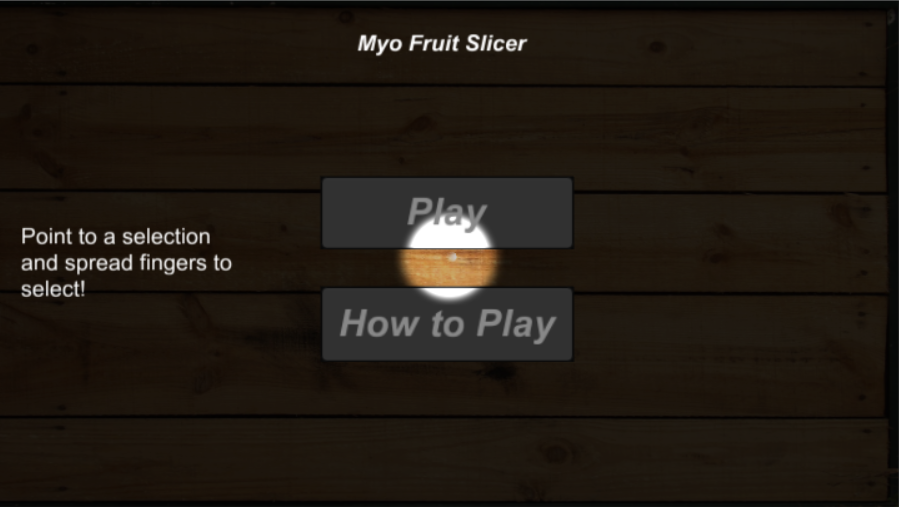 Myo Fruit Slicer
Play
Point to a selection
and spread fingers to
select!
How to Play